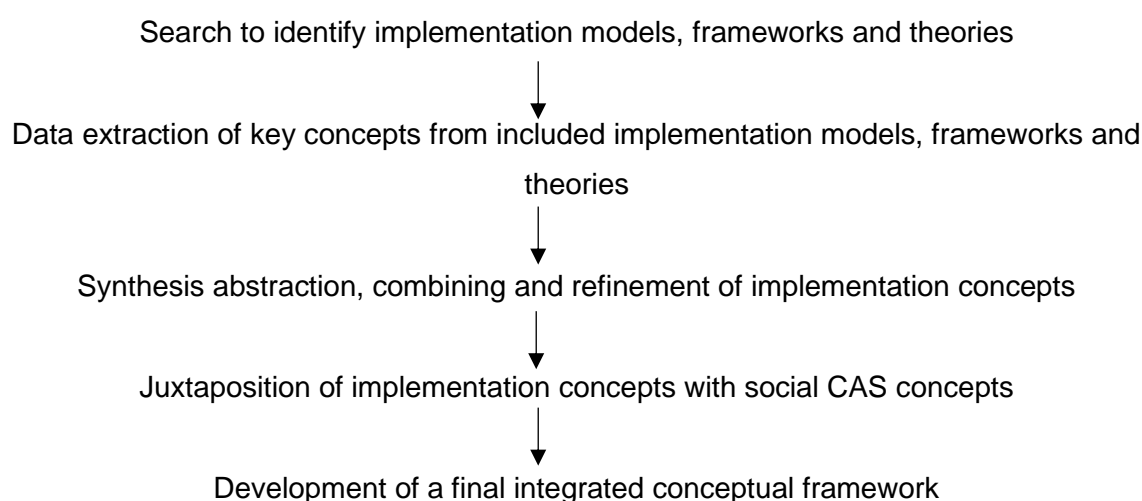 Search to identify implementation models, frameworks and theories
Data extraction of key concepts from included implementation models, frameworks and
theories
Synthesis abstraction, combining and refinement of implementation concepts
Juxtaposition of implementation concepts with social CAS concepts
Development of a final integrated conceptual framework